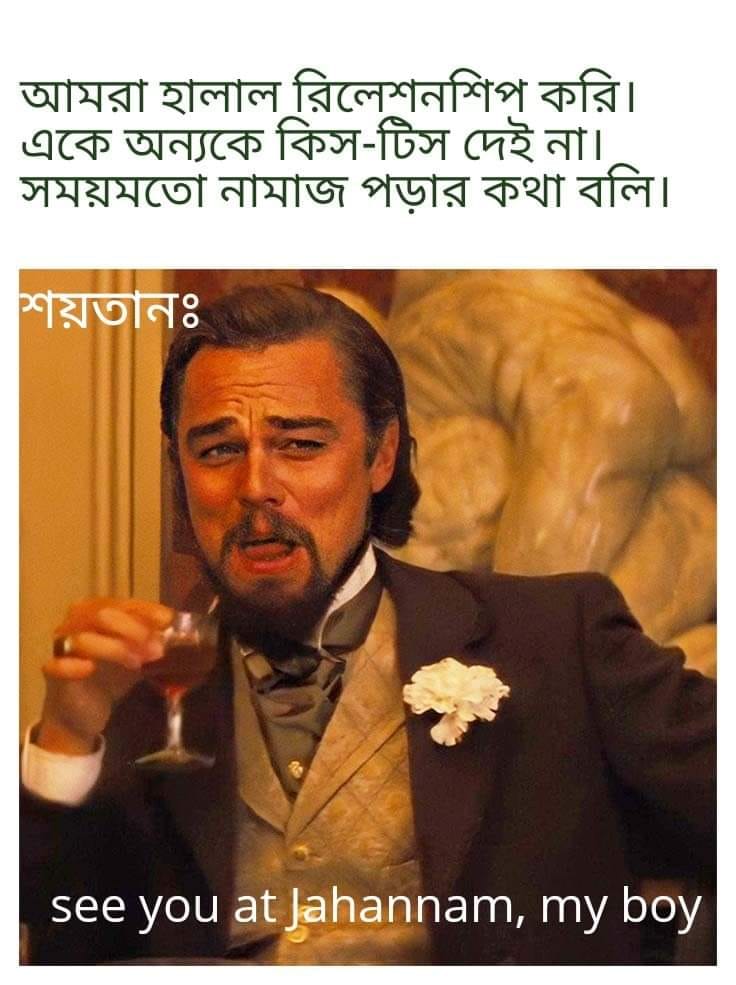 আমরা হালাল রিলেশনশিপ করি।
একে অন্যকে কিস-টিস দেই না।
সময়মতো নামাজ পড়ার কথা বলি।
শয়তানঃ
see you at Jahannam, my boy